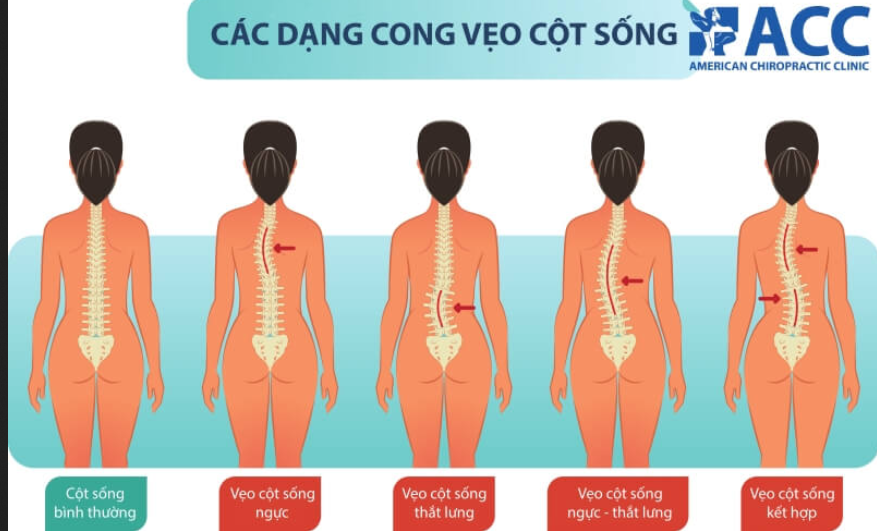 CÁC DẠNG CONG VẸO CỘT SỐNG
ACC
AMERICAN CHIROPRACTIC CLINIC
Cột sống
bình thường
Vẹo cột sống
ngực
Vẹo cột sống
thắt lưng
Vẹo cột sống
ngực - thắt lưng
Vẹo cột sống
kết hợp